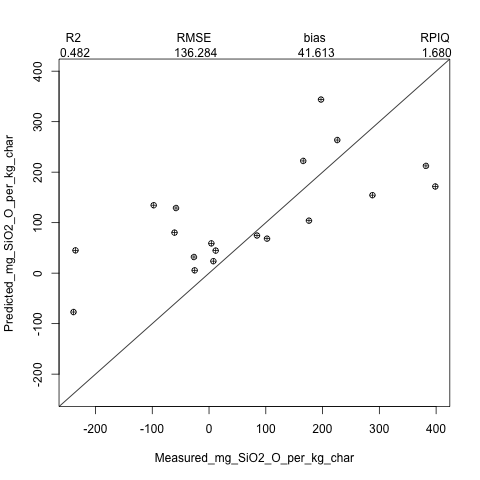 R2 RMSE bias RPIQ
0.482 136.284 41.613 1.680
Predicted_mg_SiO2_O_per_kg_char
400
300
200
100
0
-100
-200
-200 -100 0 100 200 300 400
Measured_mg_SiO2_O_per_kg_char